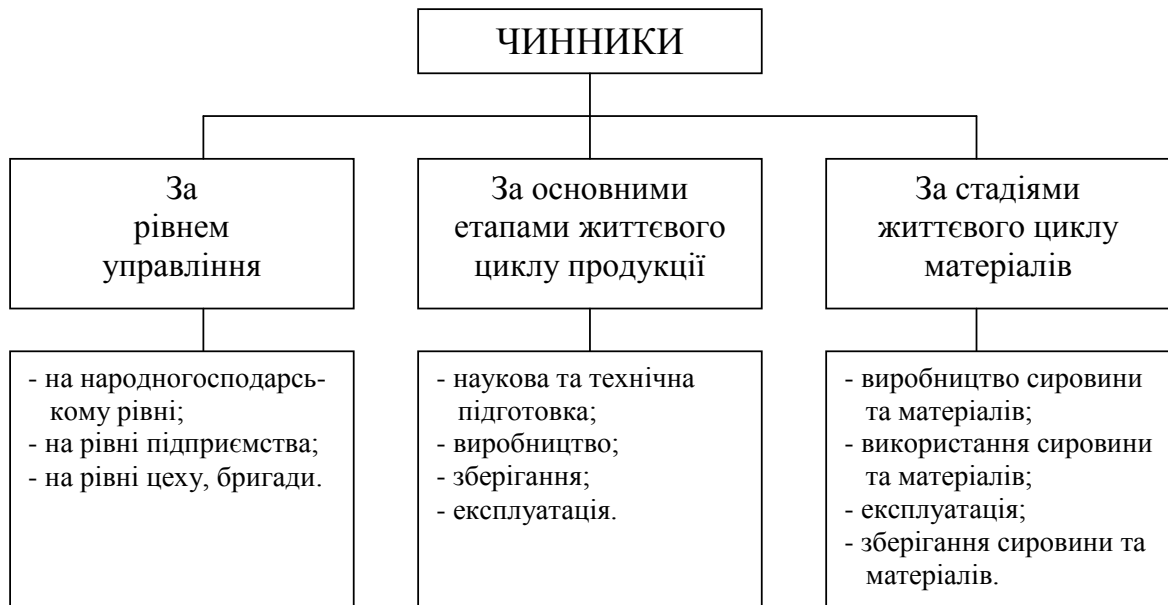 ЧИННИКИ
За
рівнем
управління
За основними
етапами життєвого
циклу продукції
За стадіями
життєвого циклу
матеріалів
- на народногосподарсь-
кому рівні;
- на рівні підприємства;
- на рівні цеху, бригади.
- наукова та технічна
підготовка;
- виробництво;
- зберігання;
- експлуатація.
- виробництво сировини
та матеріалів;
- використання сировини
та матеріалів;
- експлуатація;
- зберігання сировини та
матеріалів.